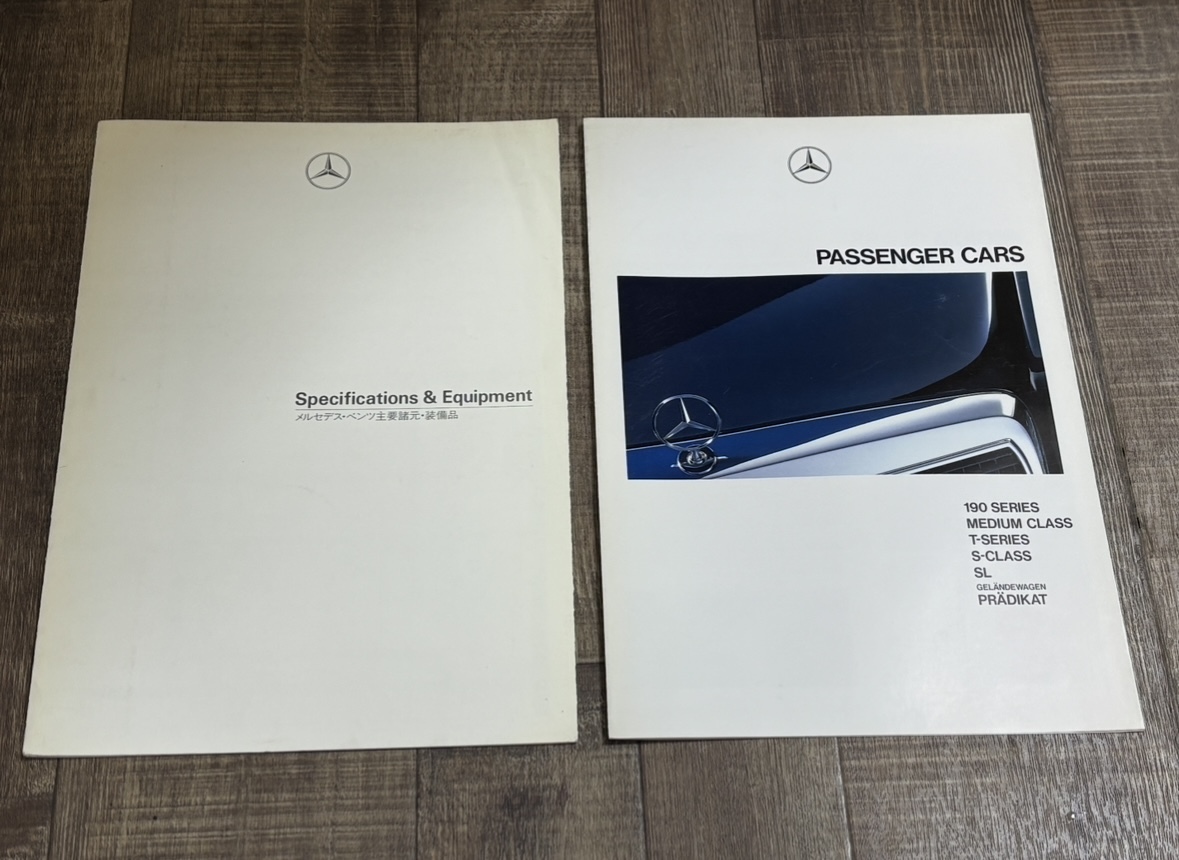 Specifications & Equipment
メルセデス・ベンツ主要諸元・装備品
PASSENGER CARS
190 SERIES
MEDIUM CLASS
T-SERIES
S-CLASS
SL
GELÄNDEWAGEN
PRÄDIKAT